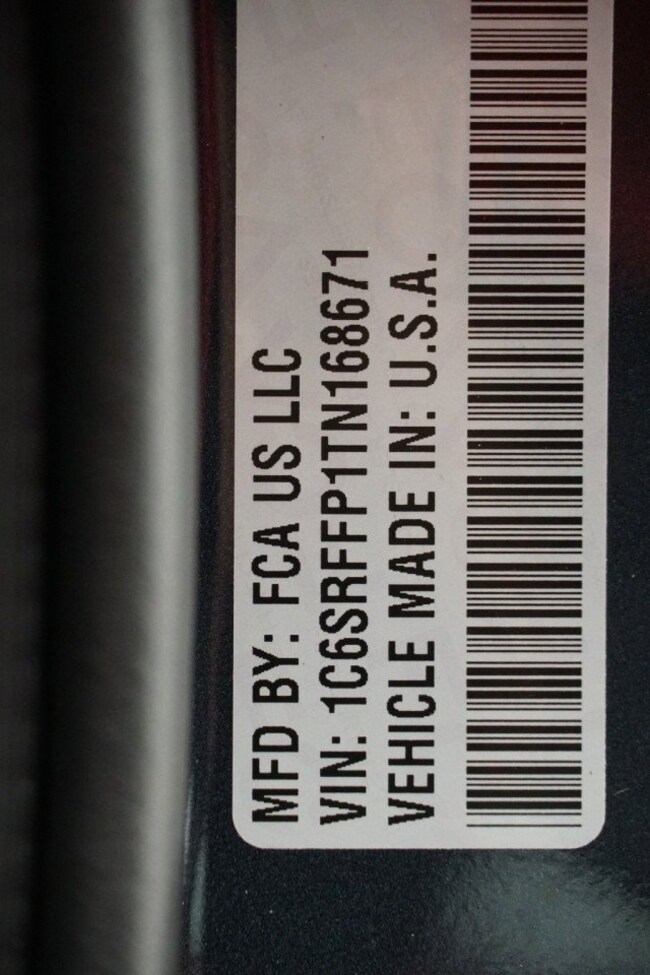 MFD BY: FCA US LLC
VIN: 1C6SRFFP1TN168671
VEHICLE MADE IN: U.S.A.